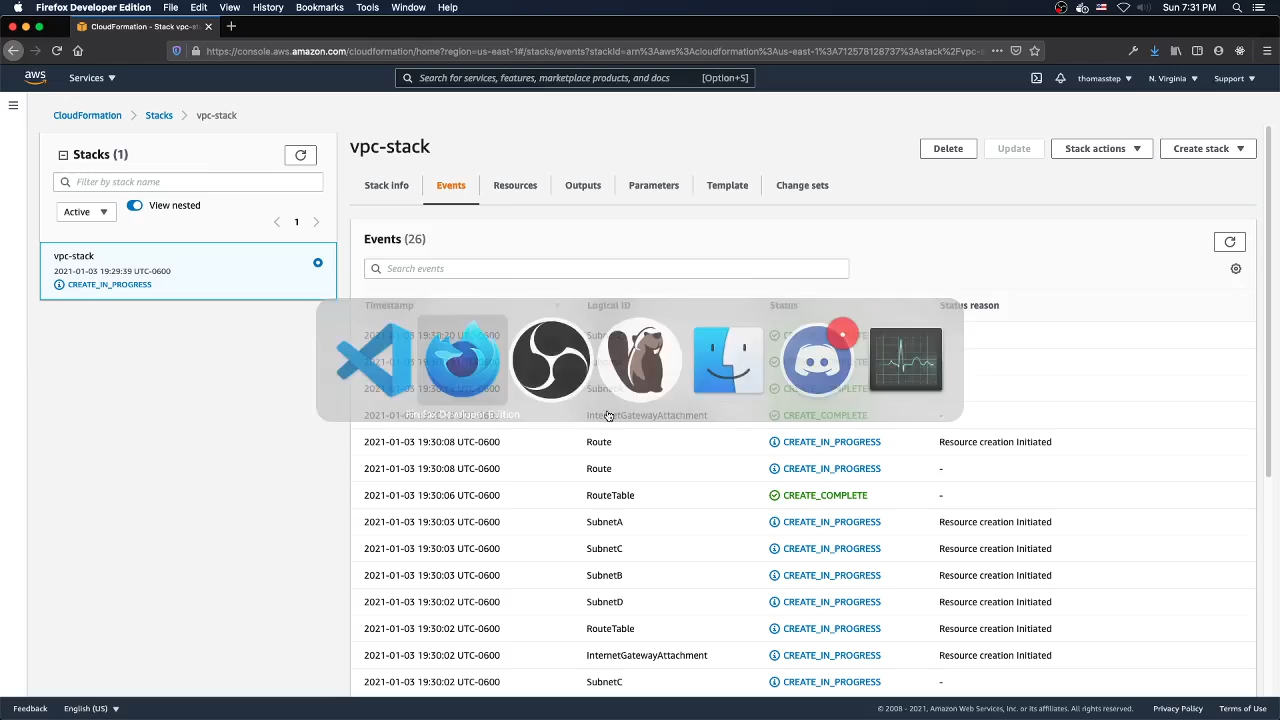 Firefox Developer Edition File Edit View History Bookmarks Tools Window Help Sun 7:31 PM
CloudFormation - Stack vpc-s
https://console.aws.amazon.com/cloudformation/home?region=us-east-1#/stacks/events?stackId=arn%3Aaws%3Acloudformation%3Aus-east-1%3A712578128737%3Astack%2Fvpc-s
aws Services Search for services, features, marketplace products, and docs [Option+S] thomasstep N. Virginia Support
CloudFormation Stacks vpc-stack
Stacks (1)
Filter by stack name
Active View nested
1
vpc-stack
2021-01-03 19:29:39 UTC-0600
CREATE_IN_PROGRESS
vpc-stack
Delete Update Stack actions Create stack
Stack info Events Resources Outputs Parameters Template Change sets
Events (26)
Search events
Timestamp Logical ID Status Status reason
InternetGatewayAttachment CREATE_COMPLETE
Firefox Developer Edition
2021-01-03 19:30:08 UTC-0600 Route CREATE_IN_PROGRESS Resource creation Initiated
2021-01-03 19:30:08 UTC-0600 Route CREATE_IN_PROGRESS -
2021-01-03 19:30:06 UTC-0600 RouteTable CREATE_COMPLETE -
2021-01-03 19:30:03 UTC-0600 SubnetA CREATE_IN_PROGRESS Resource creation Initiated
2021-01-03 19:30:03 UTC-0600 SubnetC CREATE_IN_PROGRESS Resource creation Initiated
2021-01-03 19:30:03 UTC-0600 SubnetB CREATE_IN_PROGRESS Resource creation Initiated
2021-01-03 19:30:02 UTC-0600 SubnetD CREATE_IN_PROGRESS Resource creation Initiated
2021-01-03 19:30:02 UTC-0600 RouteTable CREATE_IN_PROGRESS Resource creation Initiated
2021-01-03 19:30:02 UTC-0600 InternetGatewayAttachment CREATE_IN_PROGRESS Resource creation Initiated
2021-01-03 19:30:02 UTC-0600 SubnetC CREATE_IN_PROGRESS -
Feedback English (US) © 2008 - 2021, Amazon Web Services, Inc. or its affiliates. All rights reserved. Privacy Policy Terms of Use